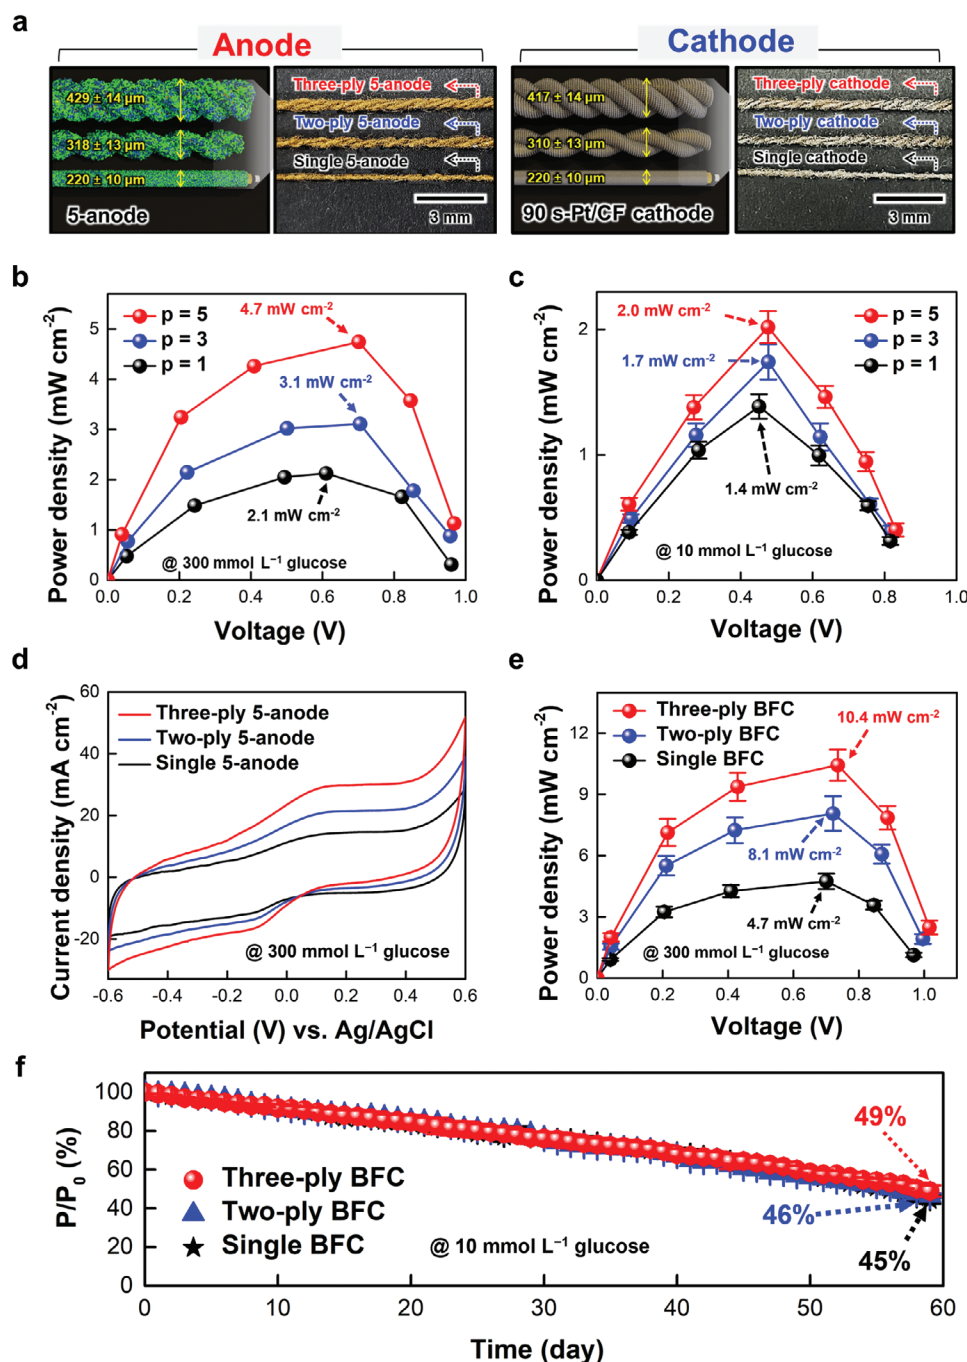 a
Anode
Cathode
429 ± 14 µm
318 ± 13 µm
220 ± 10 µm
5-anode
Three-ply 5-anode
Two-ply 5-anode
Single 5-anode
3 mm
417 ± 14 µm
310 ± 13 µm
220 ± 10 µm
90 s-Pt/CF cathode
Three-ply cathode
Two-ply cathode
Single cathode
3 mm
b
Power density (mW cm⁻²)
5
4
3
2
1
0
p = 5
p = 3
p = 1
4.7 mW cm⁻²
3.1 mW cm⁻²
2.1 mW cm⁻²
@ 300 mmol L⁻¹ glucose
0.0 0.2 0.4 0.6 0.8 1.0
Voltage (V)
c
Power density (mW cm⁻²)
2
1
0
2.0 mW cm⁻²
1.7 mW cm⁻²
1.4 mW cm⁻²
p = 5
p = 3
p = 1
@ 10 mmol L⁻¹ glucose
0.0 0.2 0.4 0.6 0.8 1.0
Voltage (V)
d
Current density (mA cm⁻²)
60
40
20
0
-20
Three-ply 5-anode
Two-ply 5-anode
Single 5-anode
@ 300 mmol L⁻¹ glucose
-0.6 -0.4 -0.2 0.0 0.2 0.4 0.6
Potential (V) vs. Ag/AgCl
e
Power density (mW cm⁻²)
12
9
6
3
0
Three-ply BFC
Two-ply BFC
Single BFC
10.4 mW cm⁻²
8.1 mW cm⁻²
4.7 mW cm⁻²
@ 300 mmol L⁻¹ glucose
0.0 0.2 0.4 0.6 0.8 1.0
Voltage (V)
f
P/P₀ (%)
100
80
60
40
20
0
Three-ply BFC
Two-ply BFC
Single BFC
@ 10 mmol L⁻¹ glucose
49%
46%
45%
0 10 20 30 40 50 60
Time (day)